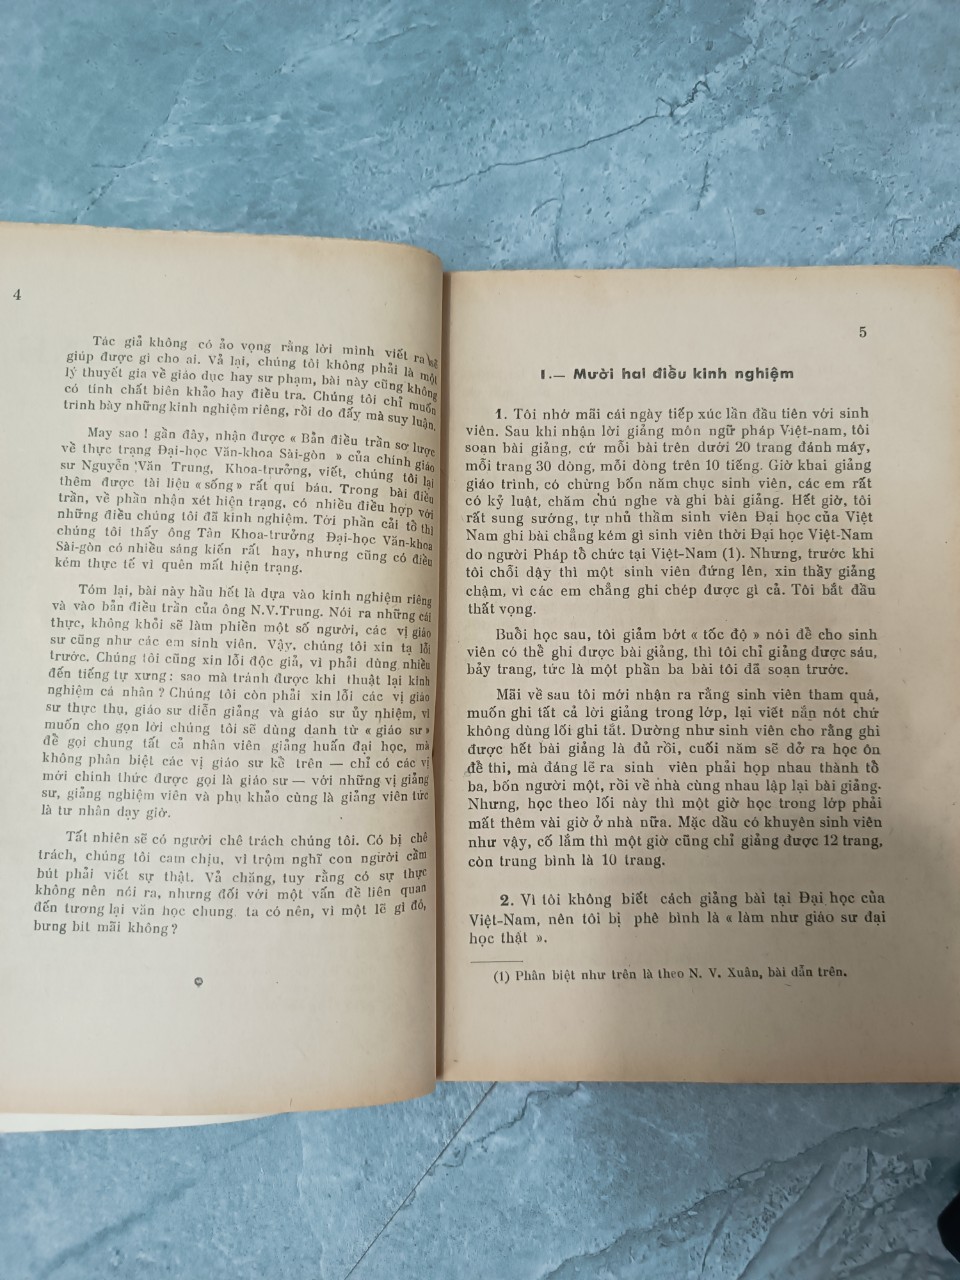 4
Tác giả không có ảo vọng rằng lời mình viết ra sẽ
giúp được gì cho ai. Vả lại, chúng tôi không phải là một
lý thuyết gia về giáo dục hay sư phạm, bài này cũng không
có tính chất biên khảo hay điều tra. Chúng tôi chỉ muốn
trình bày những kinh nghiệm riêng, rồi do đấy mà suy luận.
May sao ! gần đây, nhận được « Bản điều trần sơ lược
về thực trạng Đại-học Văn-khoa Sài-gòn » của chính giáo
sư Nguyễn Văn Trung, Khoa-trưởng, viết, chúng tôi lại
thêm được tài liệu « sống » rất quí báu. Trong bài điều
trần, về phần nhận xét hiện trạng, có nhiều điều hợp với
những điều chúng tôi đã kinh nghiệm. Tới phần cải tổ thì
chúng tôi thấy ông Tân Khoa-trưởng Đại-học Văn-khoa
Sài-gòn có nhiều sáng kiến rất hay, nhưng cũng có điều
kém thực tế vì quên mất hiện trạng.
Tóm lại, bài này hầu hết là dựa vào kinh nghiệm riêng
và vào bản điều trần của ông N.V.Trung. Nói ra những cái
thực, không khỏi sẽ làm phiền một số người, các vị giáo
sư cũng như các em sinh viên. Vậy, chúng tôi xin tạ lỗi
trước. Chúng tôi cũng xin lỗi độc giả, vì phải dùng nhiều
đến tiếng tự xưng : sao mà tránh được khi thuật lại kinh
nghiệm cá nhân ? Chúng tôi còn phải xin lỗi các vị giáo
sư thực thụ, giáo sư diễn giảng và giáo sư ủy nhiệm, vì
muốn cho gọn lời chúng tôi sẽ dùng danh từ « giáo sư »
để gọi chung tất cả nhân viên giảng huấn đại học, mà
không phân biệt các vị giáo sư kể trên — chỉ có các vị
mới chính thức được gọi là giáo sư — với những vị giảng
sư, giảng nghiệm viên và phụ khảo cùng là giảng viên tức
là tư nhân dạy giờ.
Tất nhiên sẽ có người chê trách chúng tôi. Có bị chê
trách, chúng tôi cam chịu, vì trộm nghĩ con người cầm
bút phải viết sự thật. Vả chăng, tuy rằng có sự thực
không nên nói ra, nhưng đối với một vấn đề liên quan
đến tương lại văn học chung ta có nên, vì một lẽ gì đó,
bưng bít mãi không ?
5
I.— Mười hai điều kinh nghiệm
1. Tôi nhớ mãi cái ngày tiếp xúc lần đầu tiên với sinh
viên. Sau khi nhận lời giảng môn ngữ pháp Việt-nam, tôi
soạn bài giảng, cứ mỗi bài trên dưới 20 trang đánh máy,
mỗi trang 30 dòng, mỗi dòng trên 10 tiếng. Giờ khai giảng
giáo trình, có chừng bốn năm chục sinh viên, các em rất
có kỷ luật, chăm chú nghe và ghi bài giảng. Hết giờ, tôi
rất sung sướng, tự nhủ thầm sinh viên Đại học của Việt
Nam ghi bài chẳng kém gì sinh viên thời Đại học Việt-Nam
do người Pháp tổ chức tại Việt-Nam (1). Nhưng, trước khi
tôi chỗi dậy thì một sinh viên đứng lên, xin thầy giảng
chậm, vì các em chẳng ghi chép được gì cả. Tôi bắt đầu
thất vọng.
Buổi học sau, tôi giảm bớt « tốc độ » nói để cho sinh
viên có thể ghi được bài giảng, thì tôi chỉ giảng được sáu,
bảy trang, tức là một phần ba bài tôi đã soạn trước.
Mãi về sau tôi mới nhận ra rằng sinh viên tham quá,
muốn ghi tất cả lời giảng trong lớp, lại viết nắn nót chứ
không dùng lối ghi tắt. Dường như sinh viên cho rằng ghi
được hết bài giảng là đủ rồi, cuối năm sẽ dở ra học ôn
để thi, mà đáng lẽ ra sinh viên phải họp nhau thành tổ
ba, bốn người một, rồi về nhà cùng nhau lập lại bài giảng.
Nhưng, học theo lối này thì một giờ học trong lớp phải
mất thêm vài giờ ở nhà nữa. Mặc dầu có khuyên sinh viên
như vậy, cố lắm thì một giờ cũng chỉ giảng được 12 trang,
còn trung bình là 10 trang.
2. Vì tôi không biết cách giảng bài tại Đại học của
Việt-Nam, nên tôi bị phê bình là « làm như giáo sư đại
học thật ».
(1) Phân biệt như trên là theo N. V. Xuân, bài dẫn trên.